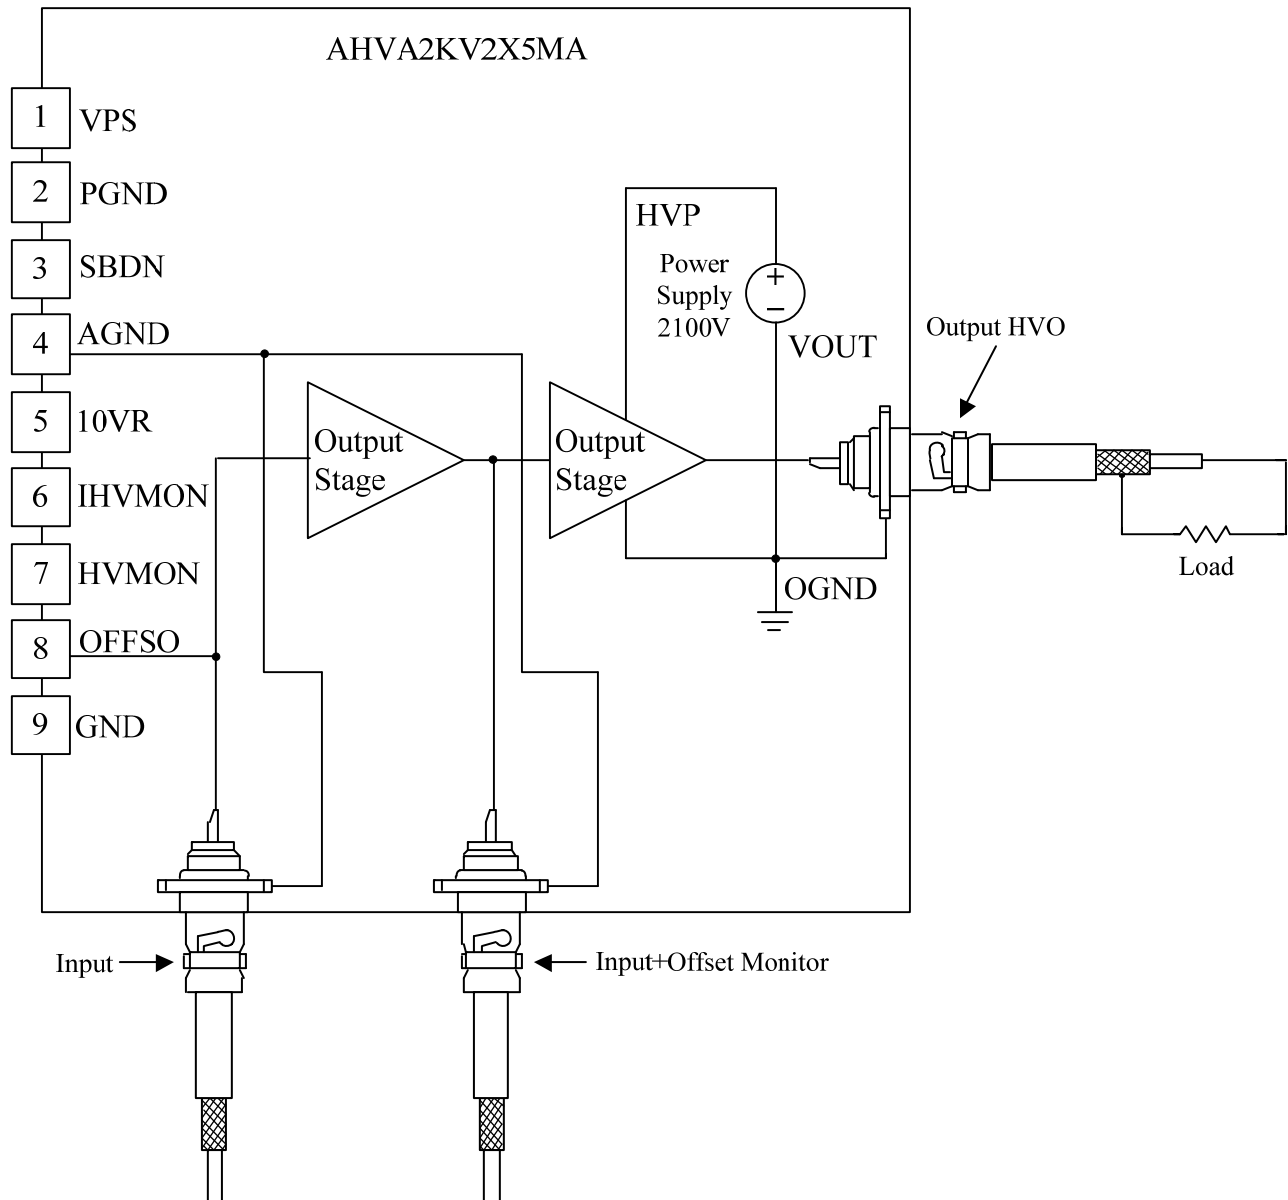 AHVA2KV2X5MA
1 VPS
2 PGND
3 SBDN
4 AGND
5 10VR
6 IHVMON
7 HVMON
8 OFFSO
9 GND
HVP
Power
Supply
2100V
+
−
VOUT
Output HVO
Output
Stage
Output
Stage
OGND
Load
Input
Input+Offset Monitor